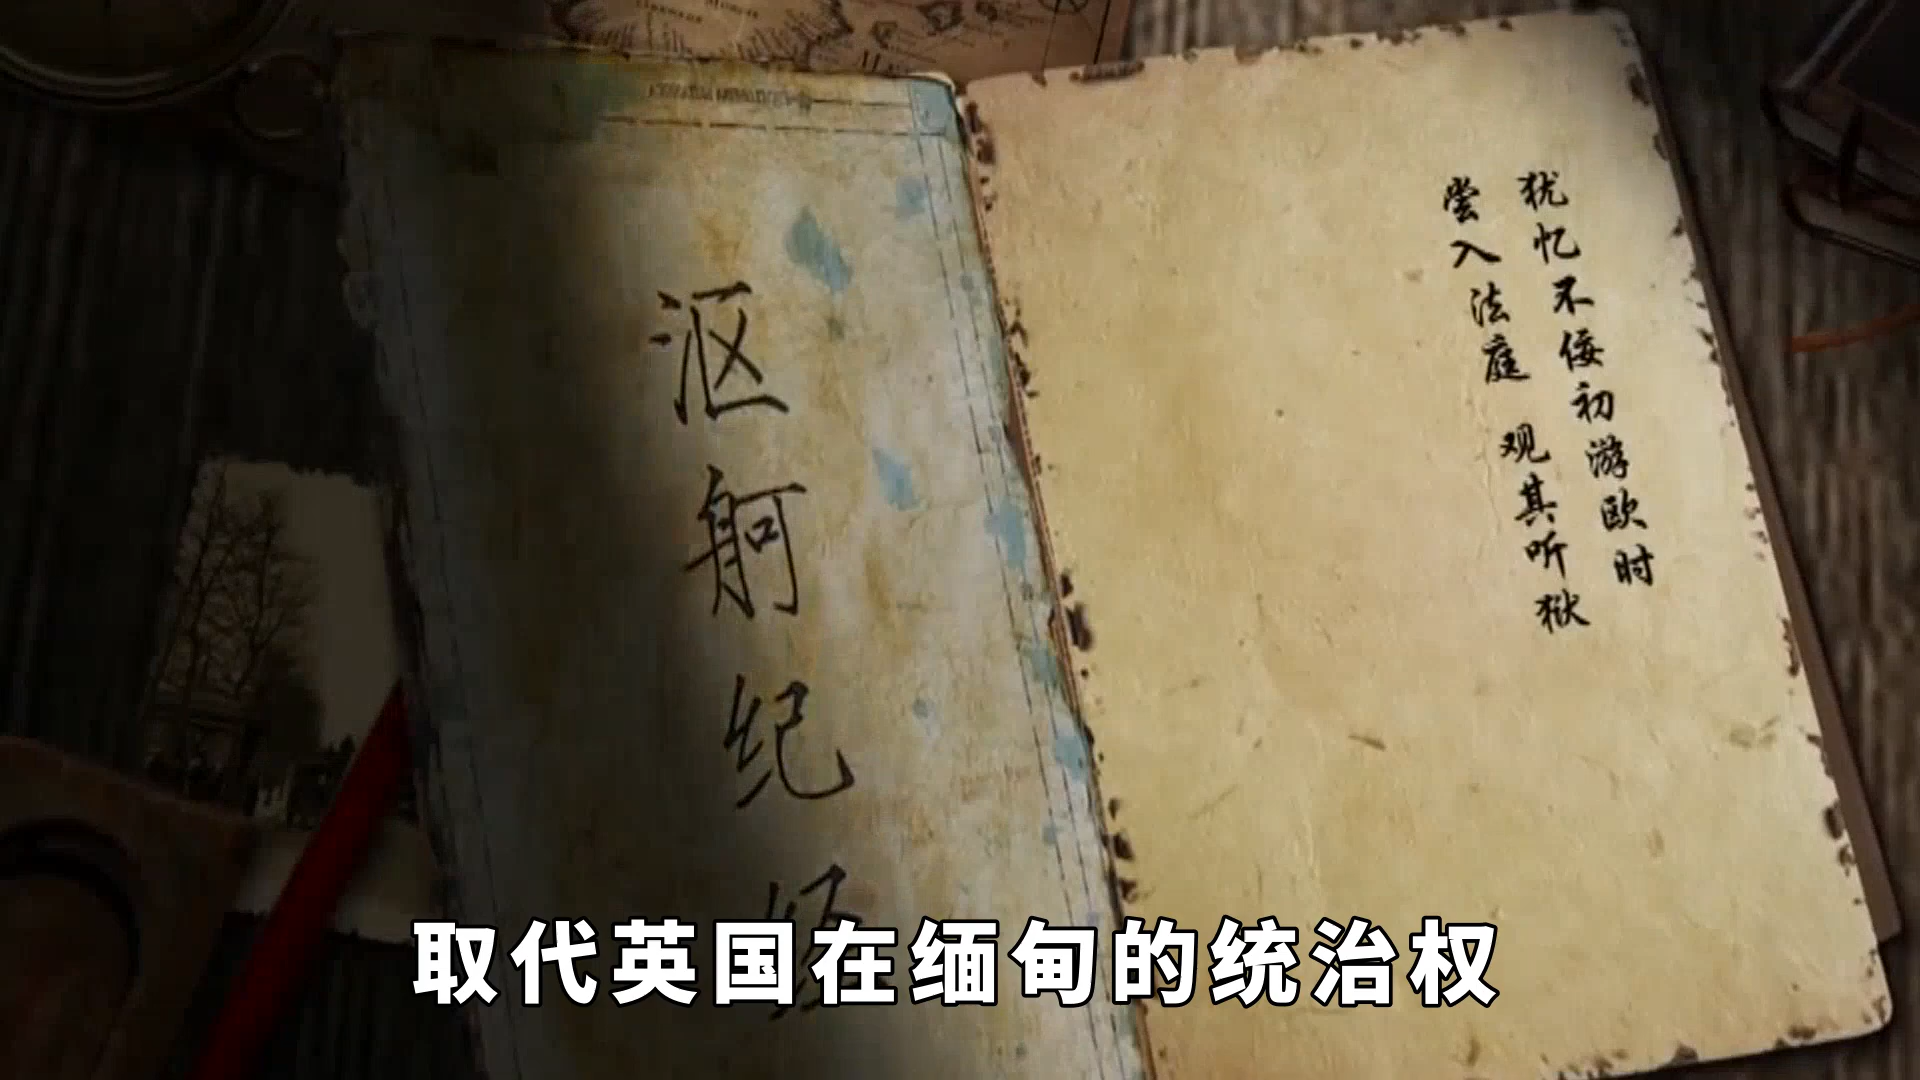 犹忆不佞初游欧时
尝入法庭 观其听狱
沤舸纪经
取代英国在缅甸的统治权